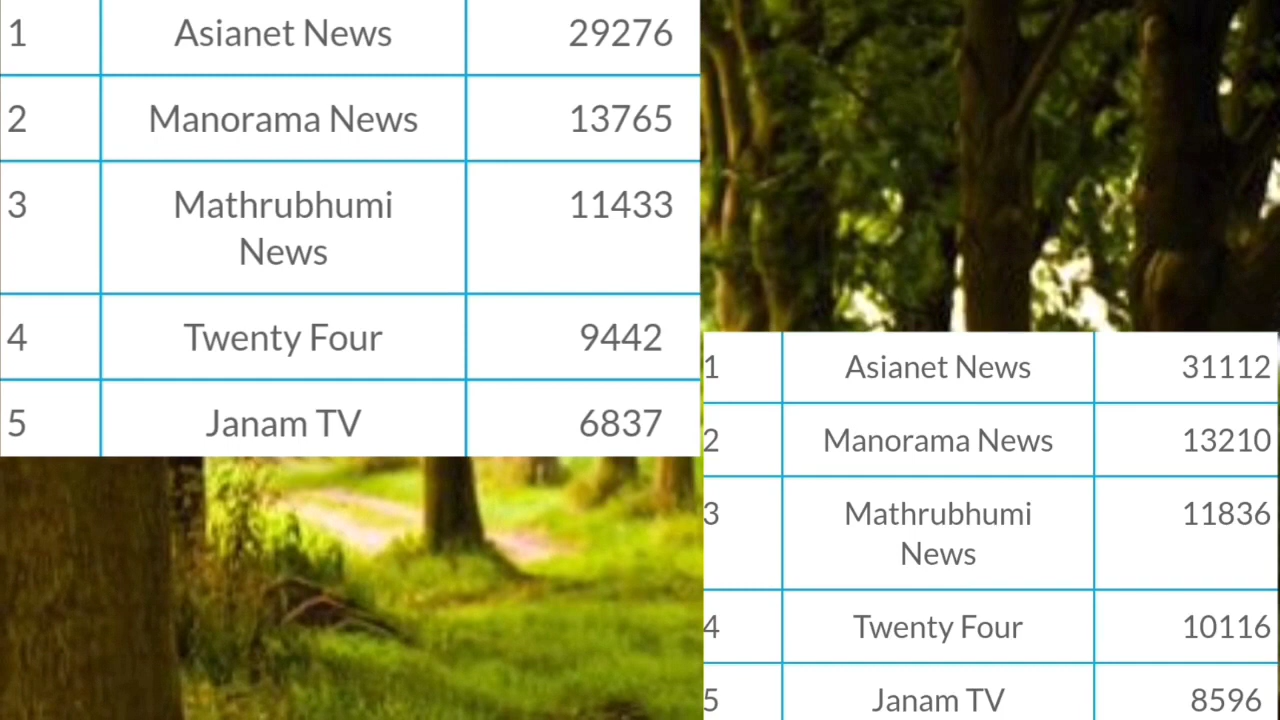 1 Asianet News 29276
2 Manorama News 13765
3 Mathrubhumi 11433
News
4 Twenty Four 9442
5 Janam TV 6837
1 Asianet News 31112
2 Manorama News 13210
3 Mathrubhumi 11836
News
4 Twenty Four 10116
5 Janam TV 8596